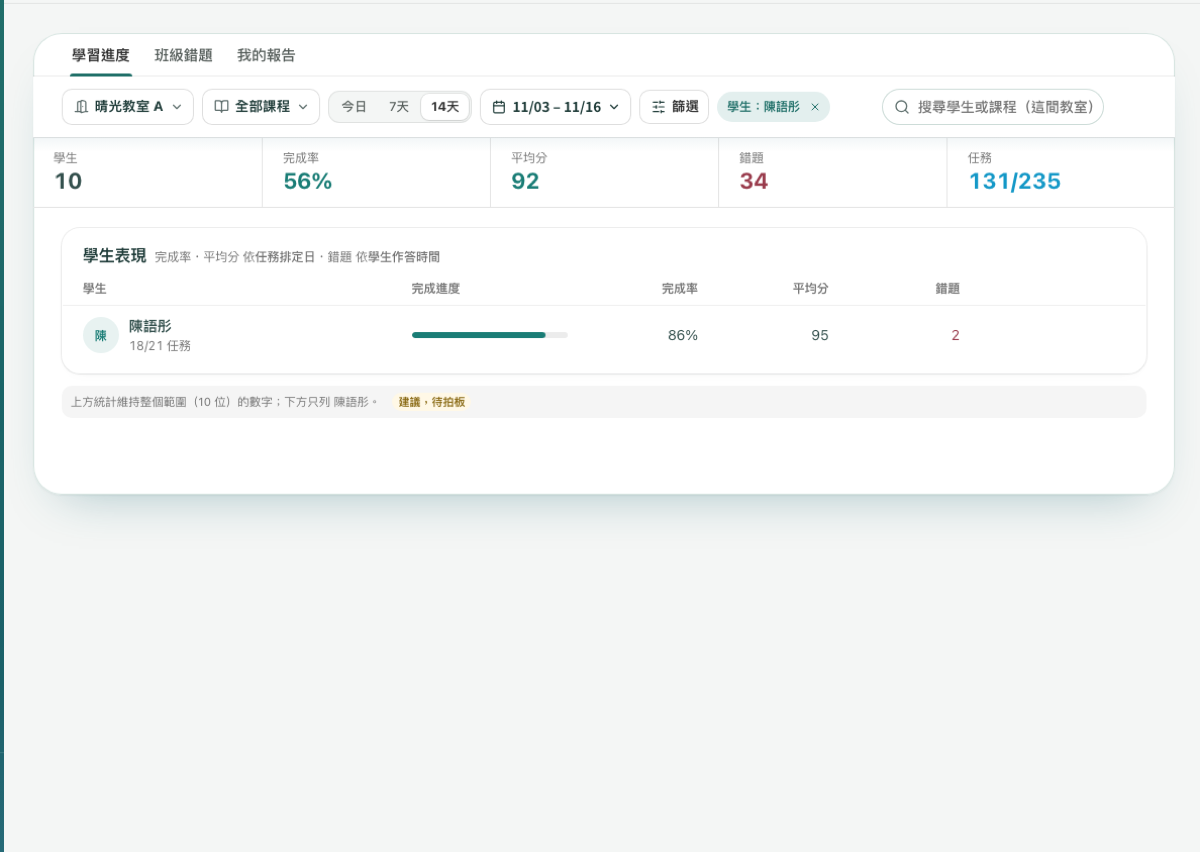 學習進度 班級錯題 我的報告
晴光教室 A 全部課程 今日 7天 14天 11/03 – 11/16 篩選 學生：陳語彤 × 搜尋學生或課程（這間教室）
學生 完成率 平均分 錯題 任務
10 56% 92 34 131/235
學生表現 完成率 · 平均分 依任務排定日 · 錯題 依學生作答時間
學生 完成進度 完成率 平均分 錯題
陳 陳語彤 86% 95 2
18/21 任務
上方統計維持整個範圍（10 位）的數字；下方只列 陳語彤。 建議，待拍板